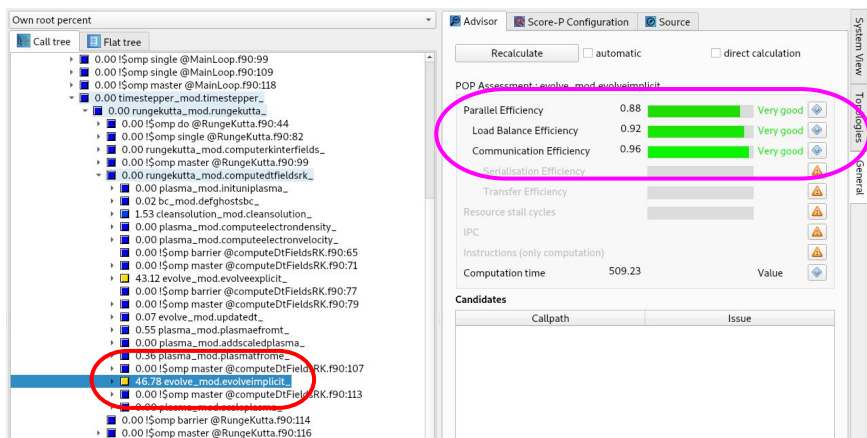 Own root percent
Call tree
Flat tree
0.00 !$omp single @MainLoop.f90:99
0.00 !$omp single @MainLoop.f90:109
0.00 !$omp master @MainLoop.f90:118
0.00 timestepper_mod.timestepper_
0.00 rungekutta_mod.rungekutta_
0.00 !$omp do @RungeKutta.f90:44
0.00 !$omp single @RungeKutta.f90:82
0.00 rungekutta_mod.computerkinterfields_
0.00 !$omp master @RungeKutta.f90:99
0.00 rungekutta_mod.computedtfieldsrk_
0.00 plasma_mod.inituniplasma_
0.02 bc_mod.defghostsbc_
1.53 cleansolution_mod.cleansolution_
0.00 plasma_mod.computeelectrondensity_
0.00 plasma_mod.computeelectronvelocity_
0.00 !$omp barrier @computeDtFieldsRK.f90:65
0.00 !$omp master @computeDtFieldsRK.f90:71
43.12 evolve_mod.evolveexplicit_
0.00 !$omp barrier @computeDtFieldsRK.f90:77
0.00 !$omp master @computeDtFieldsRK.f90:79
0.07 evolve_mod.updatedt_
0.55 plasma_mod.plasmaefromt_
0.00 plasma_mod.addscaledplasma_
0.36 plasma_mod.plasmatfrome_
0.00 !$omp master @computeDtFieldsRK.f90:107
46.78 evolve_mod.evolveimplicit_
0.00 !$omp master @computeDtFieldsRK.f90:113
0.00 plasma_mod.scaleplasma_
0.00 !$omp barrier @RungeKutta.f90:114
0.00 !$omp master @RungeKutta.f90:116
Advisor
Score-P Configuration
Source
Recalculate
automatic
direct calculation
POP Assessment : evolve_mod.evolveimplicit_
Parallel Efficiency 0.88 Very good
Load Balance Efficiency 0.92 Very good
Communication Efficiency 0.96 Very good
Serialisation Efficiency
Transfer Efficiency
Resource stall cycles
IPC
Instructions (only computation)
Computation time 509.23 Value
Candidates
Callpath Issue
System View
Topologies
General